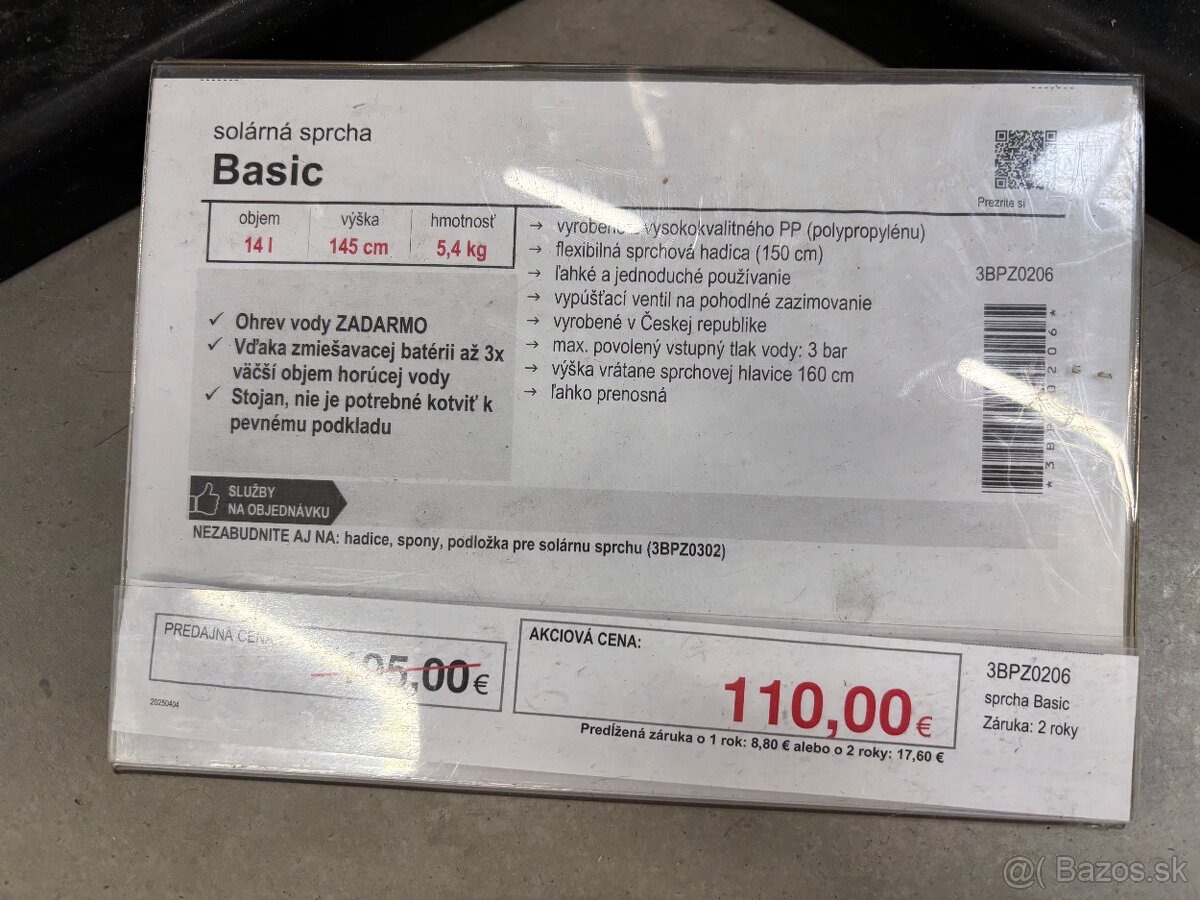 solárná sprcha
Basic
Prezrite si
objem výška hmotnosť
14 l 145 cm 5,4 kg
→ vysokokvalitného PP (polypropylénu)
→ flexibilná sprchová hadica (150 cm)
→ ľahké a jednoduché používanie
→ vypúšťací ventil na pohodlné zazimovanie
→ vyrobené v Českej republike
→ max. povolený vstupný tlak vody: 3 bar
→ výška vrátane sprchovej hlavice 160 cm
→ ľahko prenosná
3BPZ0206
✓ Ohrev vody ZADARMO
✓ Vďaka zmiešavacej batérii až 3x
väčší objem horúcej vody
✓ Stojan, nie je potrebné kotviť k
pevnému podkladu
SLUŽBY
NA OBJEDNÁVKU
NEZABUDNITE AJ NA: hadice, spony, podložka pre solárnu sprchu (3BPZ0302)
PREDAJNÁ CENA:
€
20250404
AKCIOVÁ CENA:
110,00 €
Predĺžená záruka o 1 rok: 8,80 € alebo o 2 roky: 17,60 €
3BPZ0206
sprcha Basic
Záruka: 2 roky
@( Bazos.sk